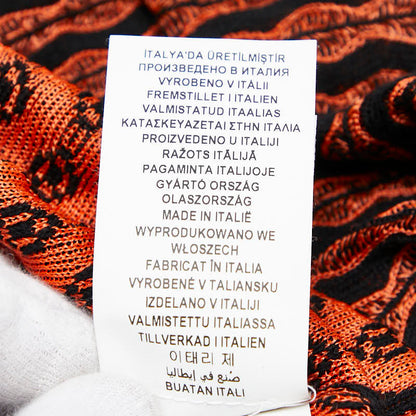 İTALYA'DA ÜRETİLMİŞTİR
ПРОИЗВЕДЕНО В ИТАЛИЯ
VYROBENO V ITÁLII
FREMSTILLET I ITALIEN
VALMISTATUD ITAALIAS
ΚΑΤΑΣΚΕΥΑΖΕΤΑΙ ΣΤΗΝ ΙΤΑΛΙΑ
PROIZVEDENO U ITALIJI
RAŽOTS ITĀLIJĀ
PAGAMINTA ITALIJOJE
GYÁRTÓ ORSZÁG
OLASZORSZÁG
MADE IN ITALIË
WYPRODUKOWANO WE
WŁOSZECH
FABRICAT ÎN ITALIA
VYROBENÉ V TALIANSKU
IZDELANO V ITALIJI
VALMISTETTU ITALIASSA
TILLVERKAD I ITALIEN
이태리 제
صنع في إيطاليا
BUATAN ITALI